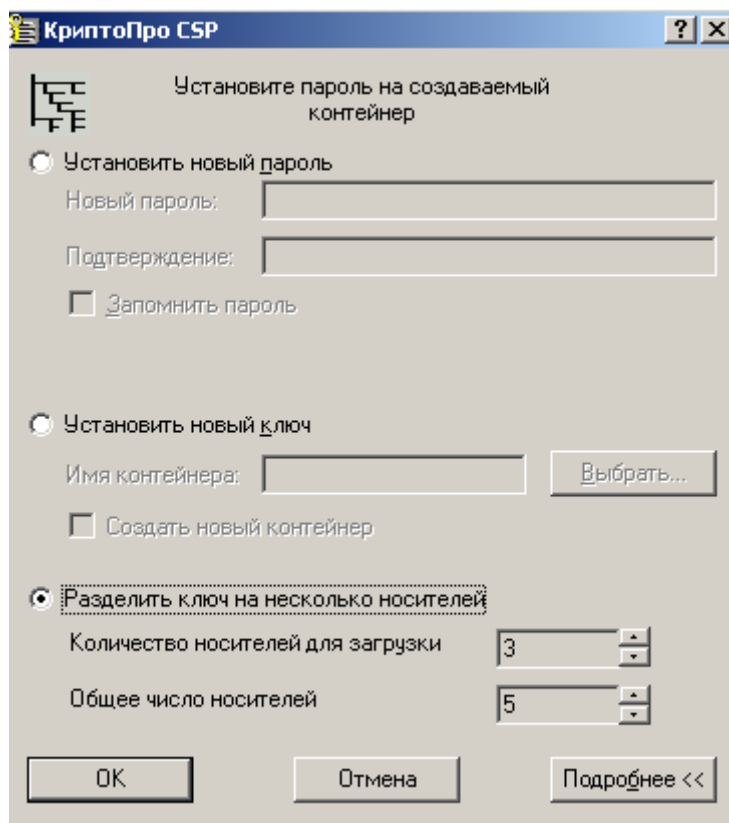 КриптоПро CSP
Установите пароль на создаваемый
контейнер
Установить новый пароль
Новый пароль:
Подтверждение:
Запомнить пароль
Установить новый ключ
Имя контейнера:
Выбрать...
Создать новый контейнер
Разделить ключ на несколько носителей
Количество носителей для загрузки 3
Общее число носителей 5
OK Отмена Подробнее <<